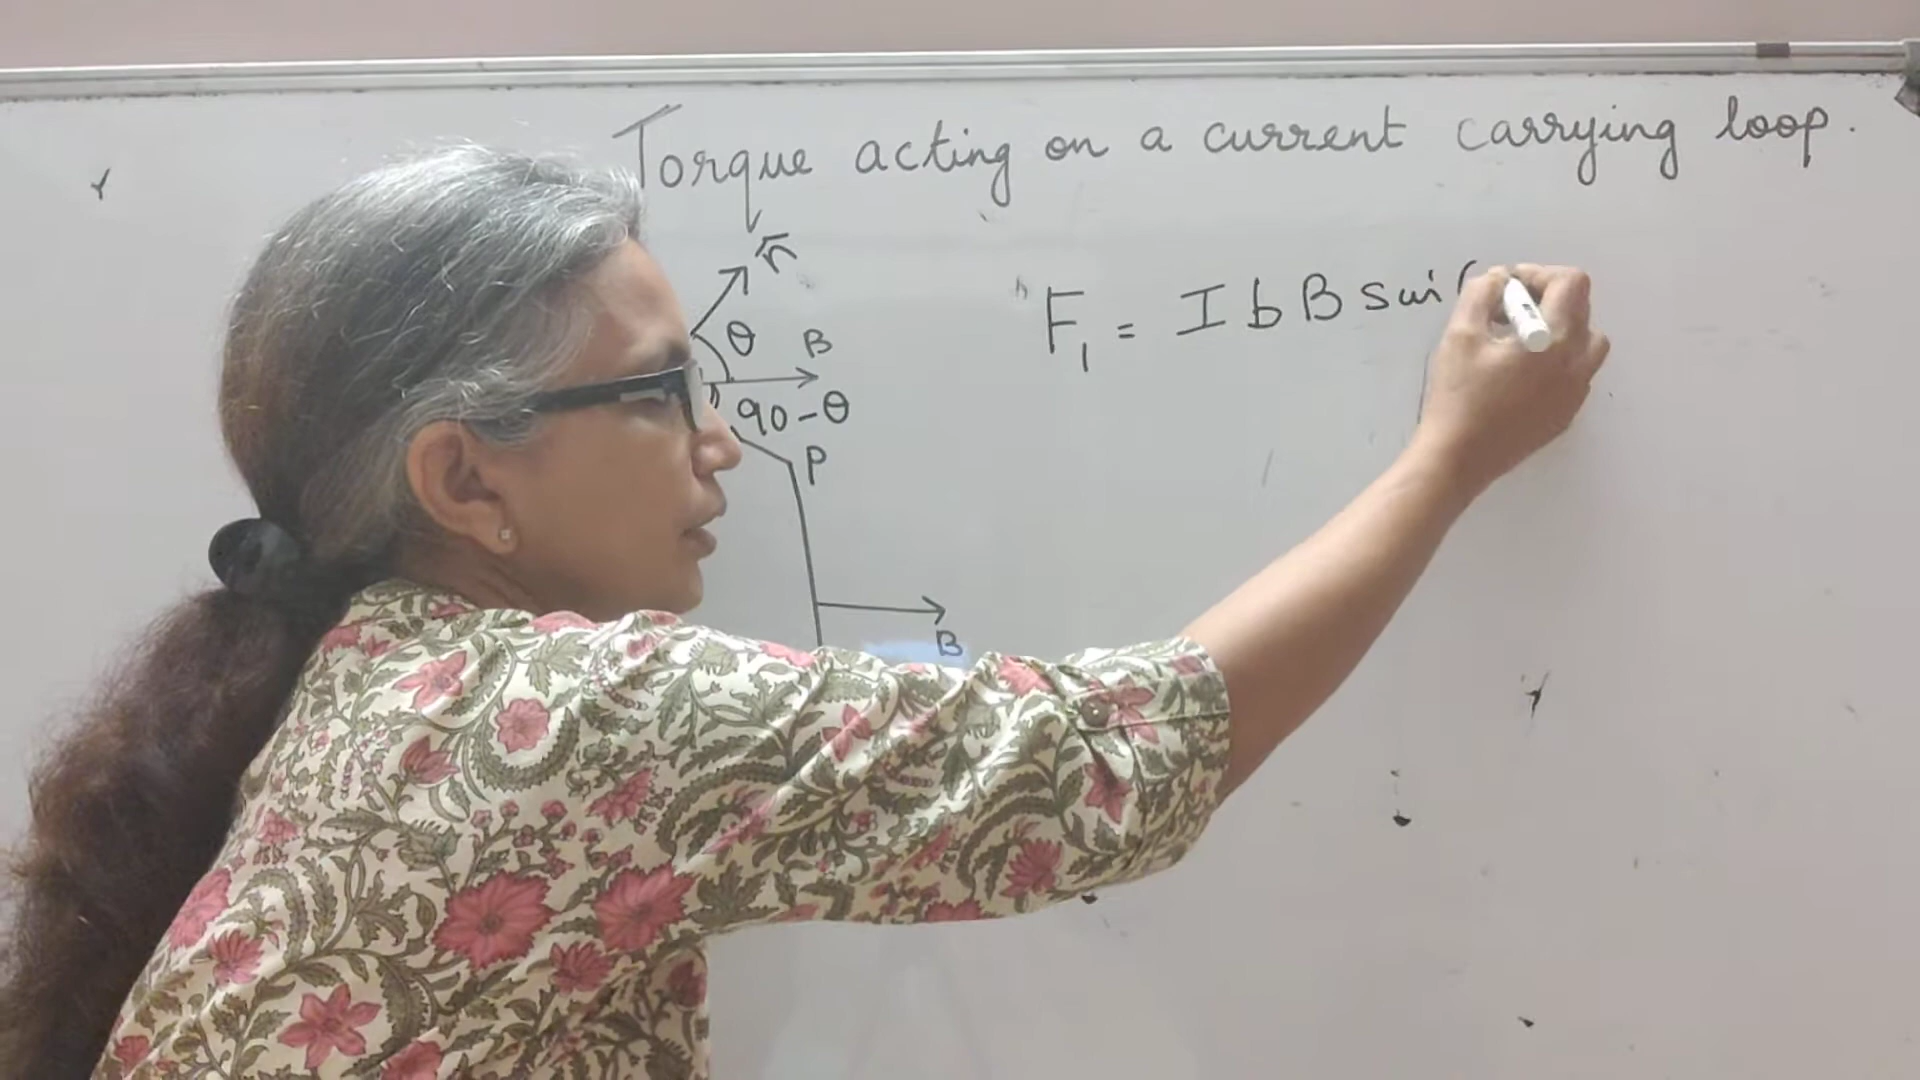 Torque acting on a current carrying loop.
n
θ
B
90-θ
P
B
F₁ = I b B sin (